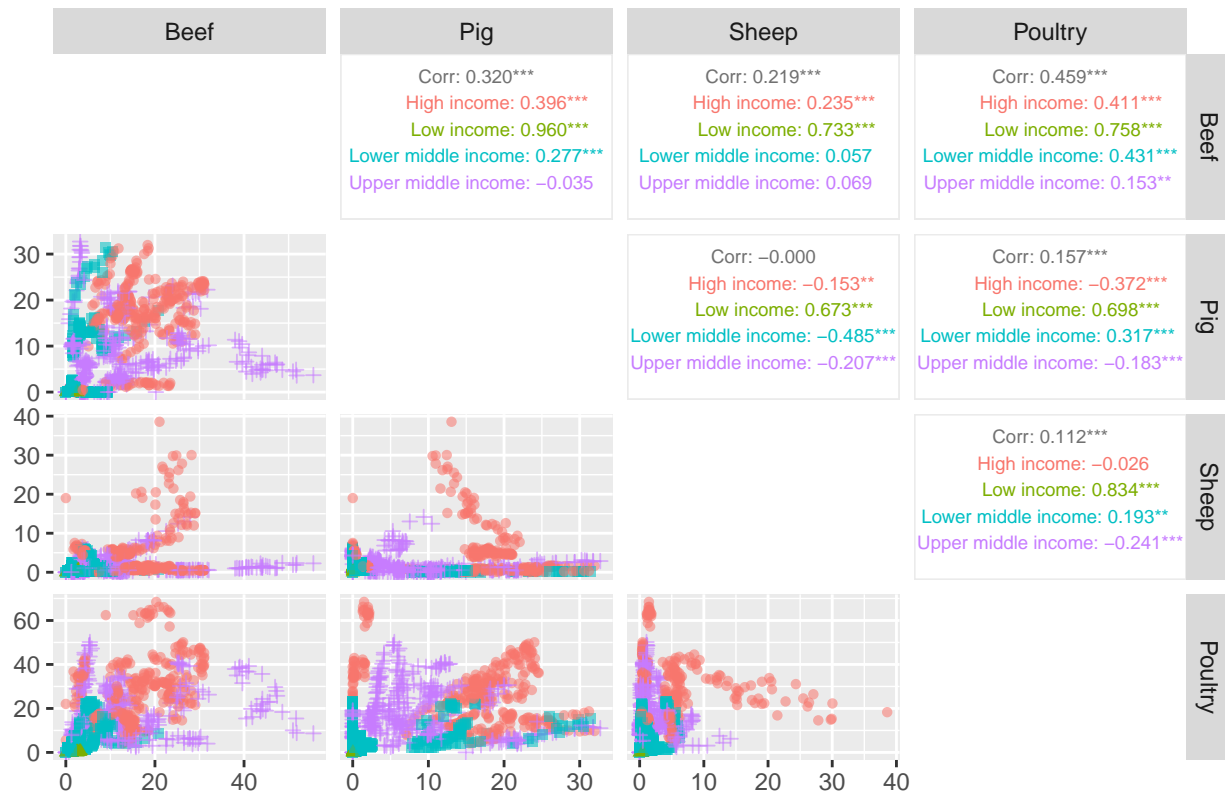 Beef Pig Sheep Poultry
Corr: 0.320***
High income: 0.396***
Low income: 0.960***
Lower middle income: 0.277***
Upper middle income: −0.035
Corr: 0.219***
High income: 0.235***
Low income: 0.733***
Lower middle income: 0.057
Upper middle income: 0.069
Corr: 0.459***
High income: 0.411***
Low income: 0.758***
Lower middle income: 0.431***
Upper middle income: 0.153**
Beef
30
20
10
0
Corr: −0.000
High income: −0.153**
Low income: 0.673***
Lower middle income: −0.485***
Upper middle income: −0.207***
Corr: 0.157***
High income: −0.372***
Low income: 0.698***
Lower middle income: 0.317***
Upper middle income: −0.183***
Pig
40
30
20
10
0
Corr: 0.112***
High income: −0.026
Low income: 0.834***
Lower middle income: 0.193**
Upper middle income: −0.241***
Sheep
60
40
20
0
Poultry
0 20 40 0 10 20 30 0 10 20 30 40